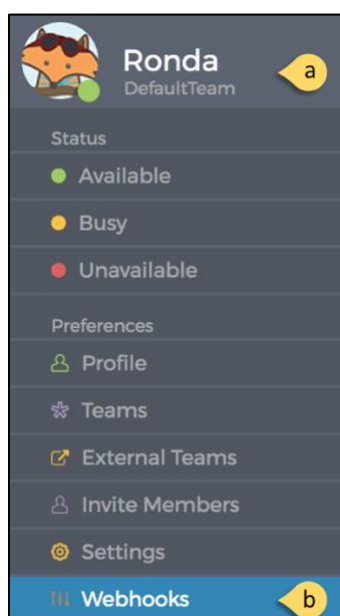 Ronda
a
DefaultTeam
Status
Available
Busy
Unavailable
Preferences
Profile
Teams
External Teams
Invite Members
Settings
Webhooks
b